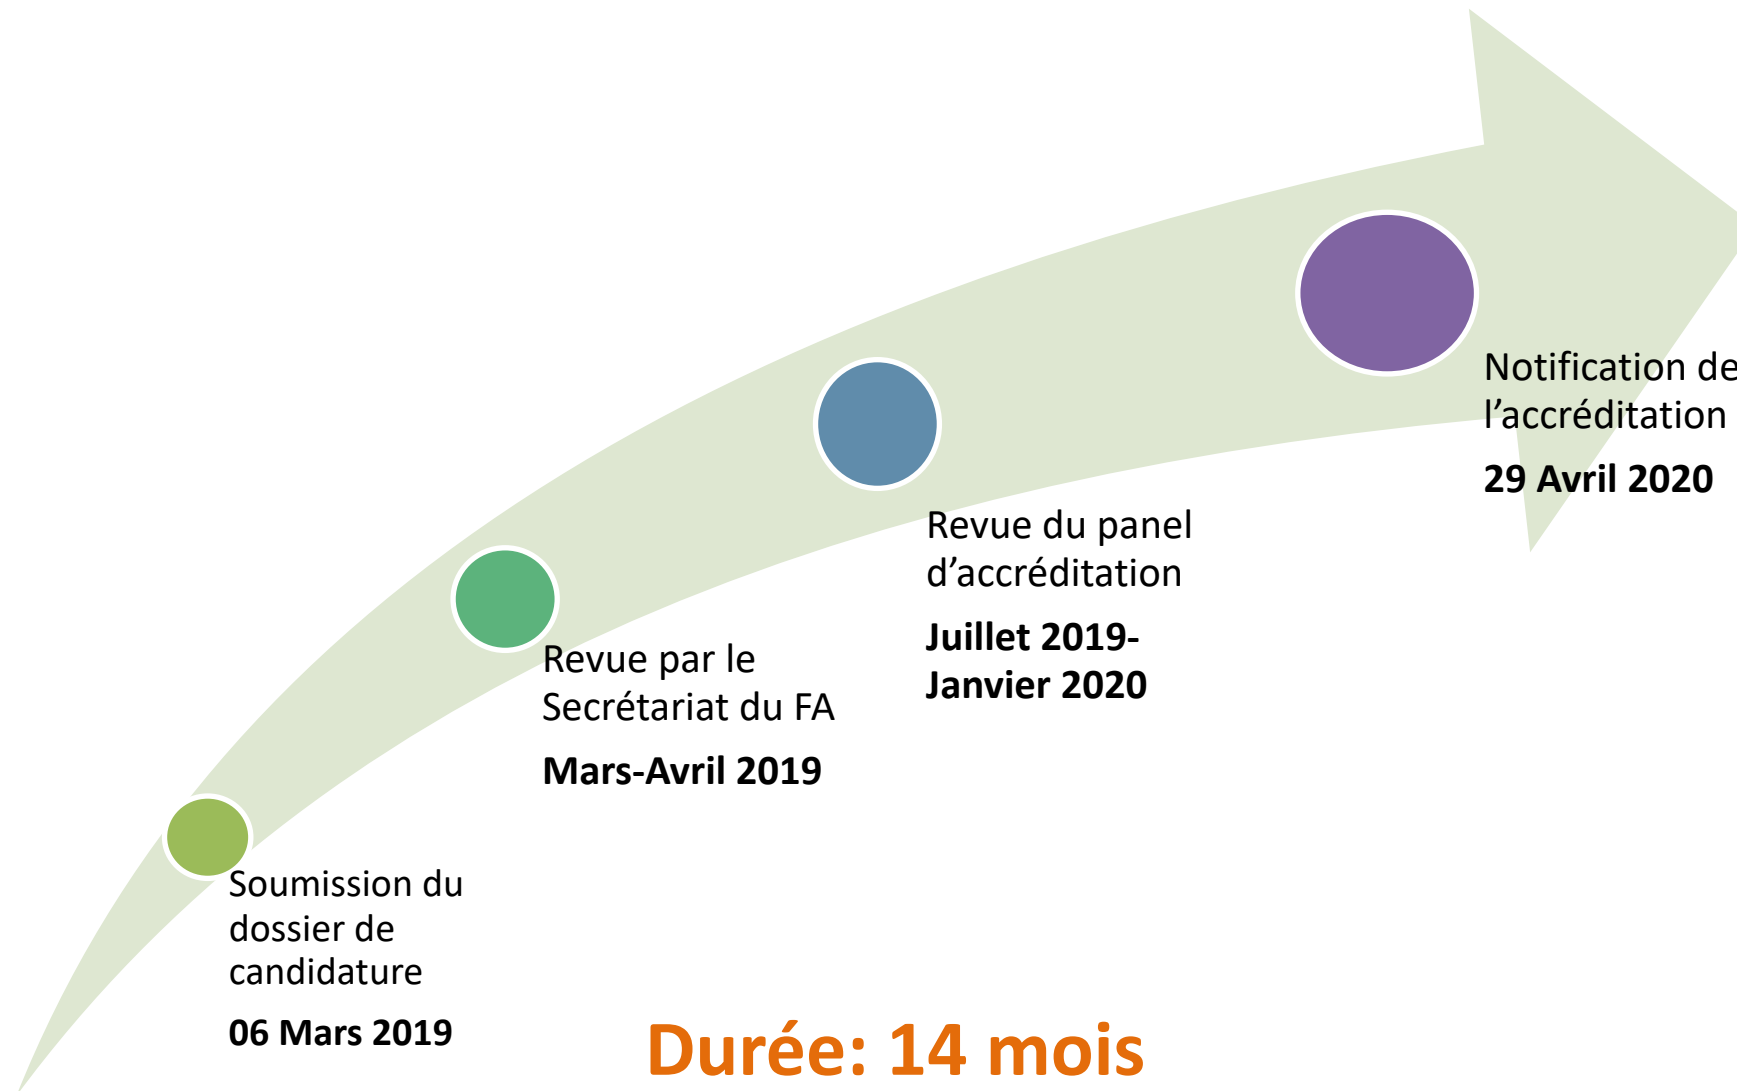 Soumission du
dossier de
candidature
06 Mars 2019
Revue par le
Secrétariat du FA
Mars-Avril 2019
Revue du panel
d’accréditation
Juillet 2019-
Janvier 2020
Notification de
l’accréditation
29 Avril 2020
Durée: 14 mois